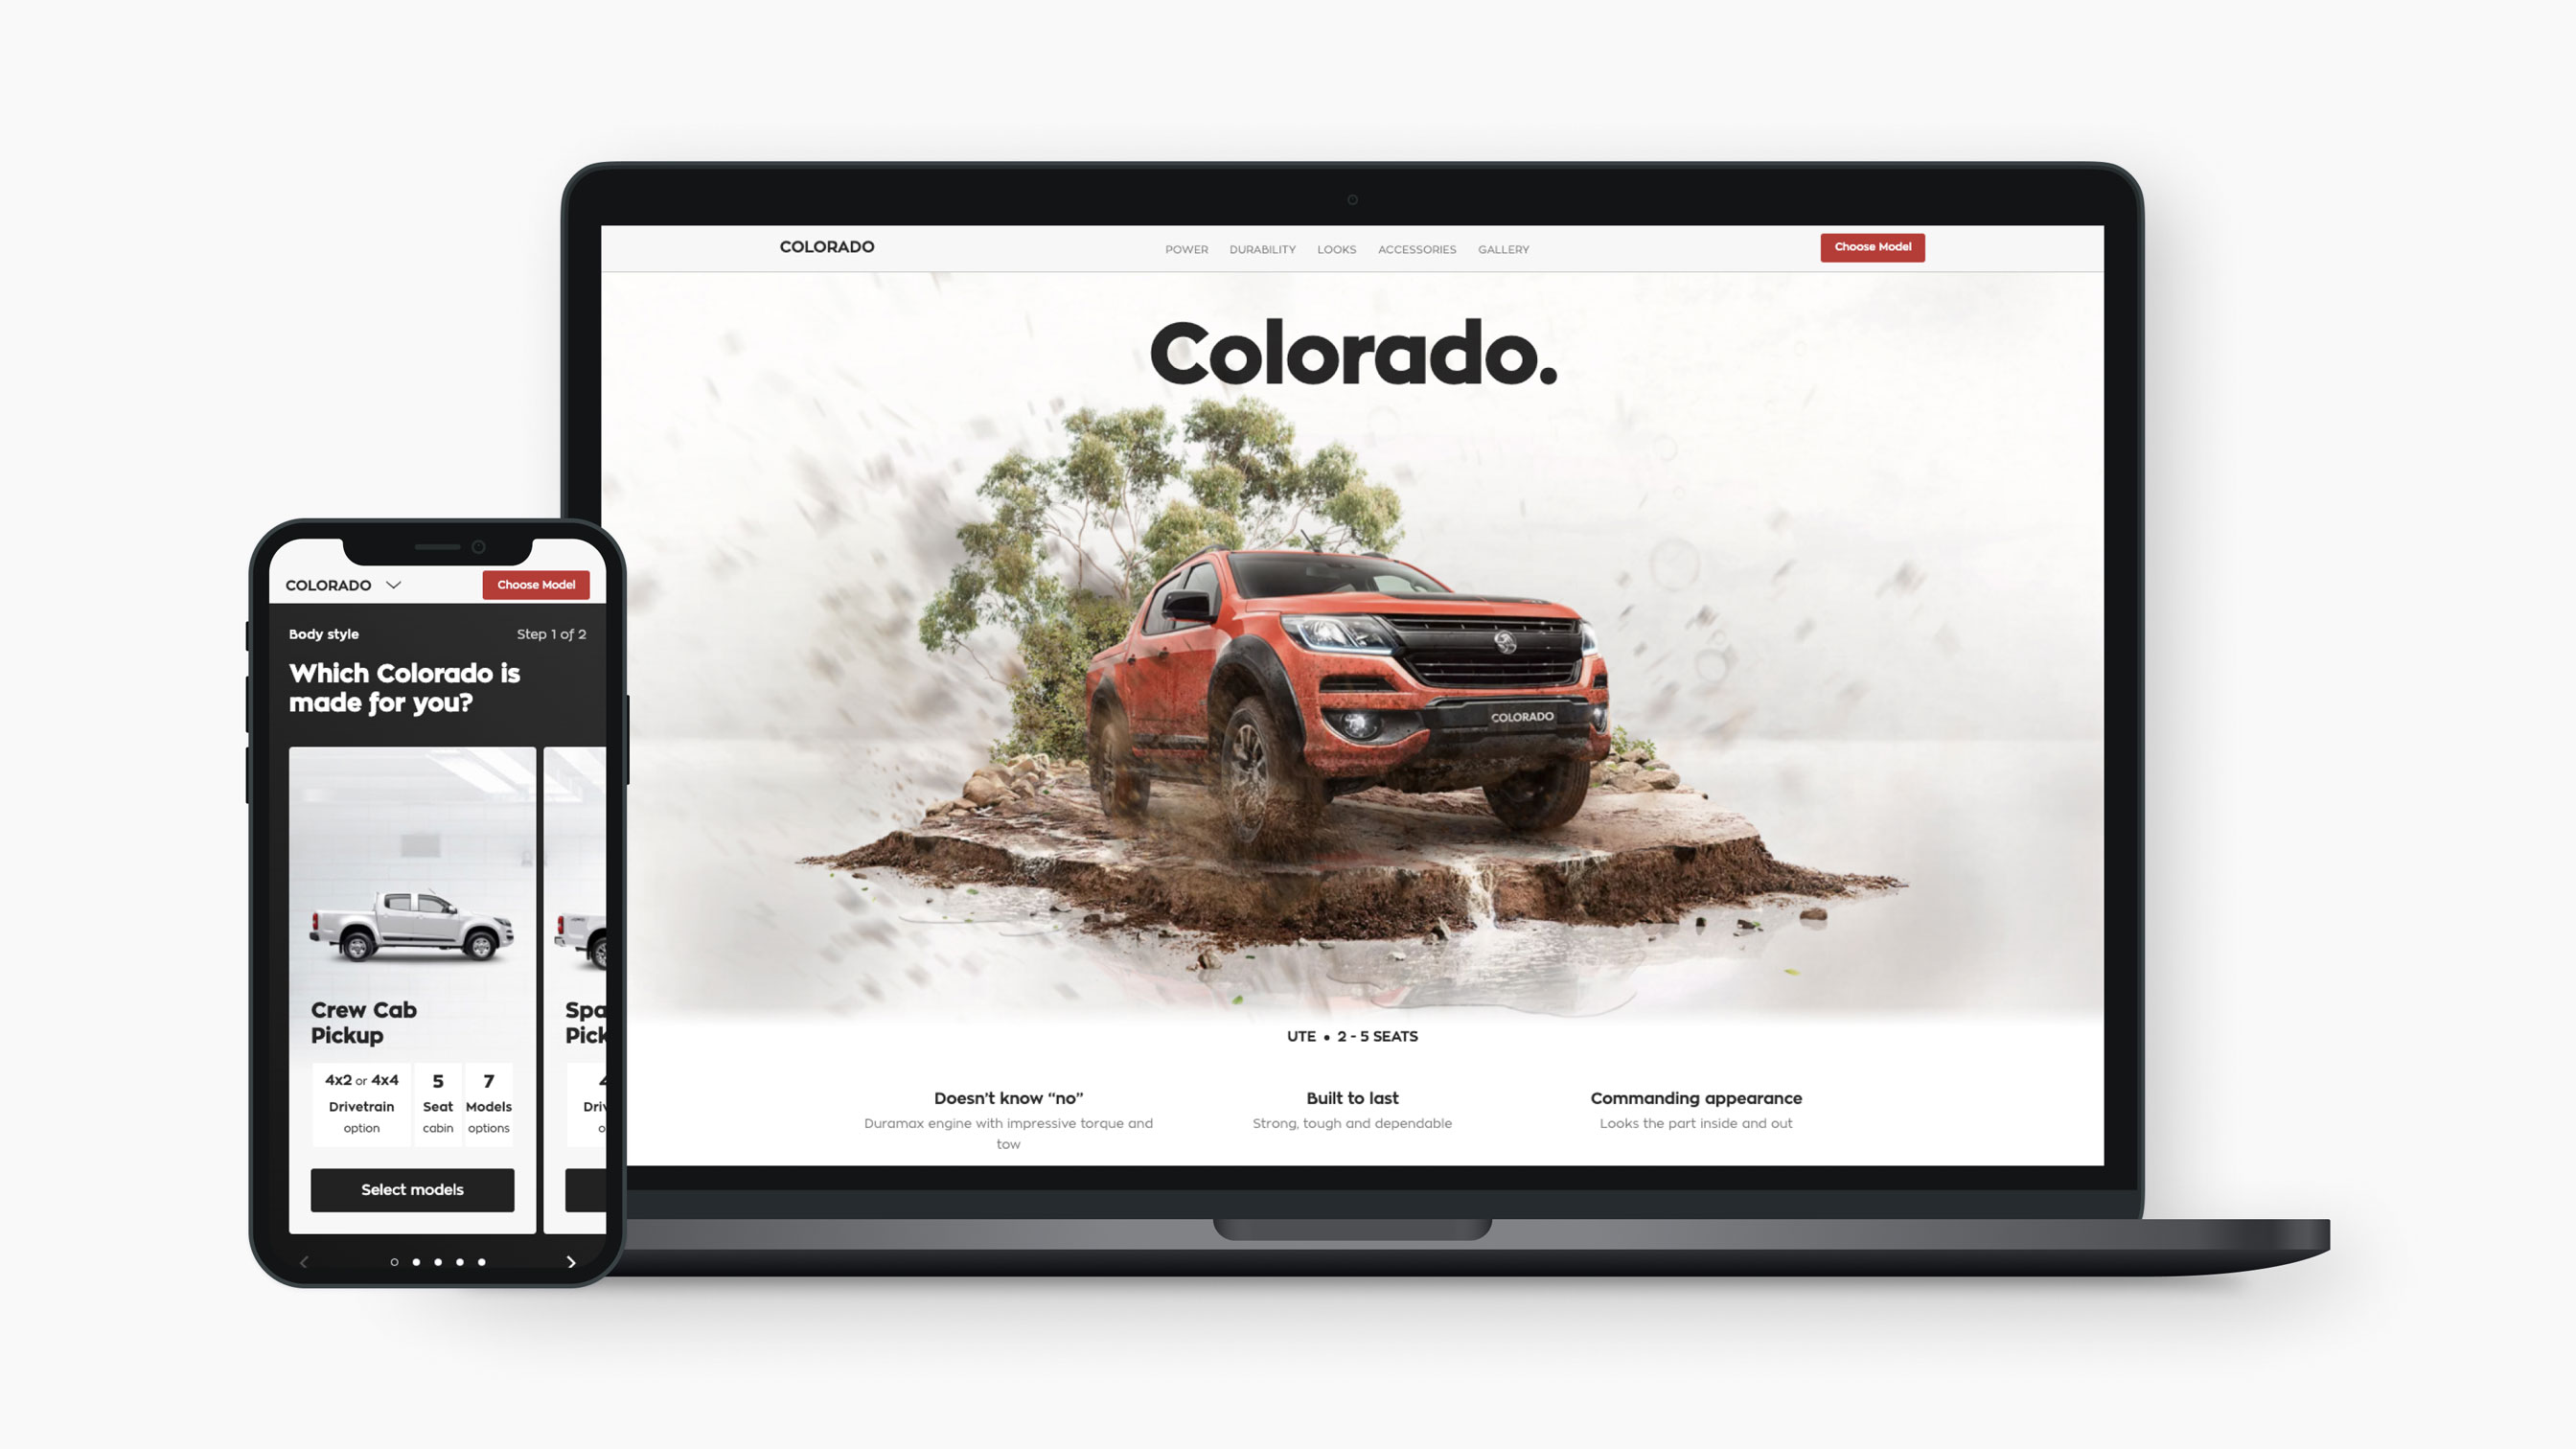 COLORADO
POWER DURABILITY LOOKS ACCESSORIES GALLERY
Choose Model
Colorado.
COLORADO
UTE • 2 - 5 SEATS
Doesn't know “no”
Duramax engine with impressive torque and
tow
Built to last
Strong, tough and dependable
Commanding appearance
Looks the part inside and out
COLORADO
Choose Model
Body style
Step 1 of 2
Which Colorado is
made for you?
Crew Cab
Pickup
4x2 or 4x4
Drivetrain
option
5
Seat
cabin
7
Models
options
Select models
Spa
Pick
Driv
o